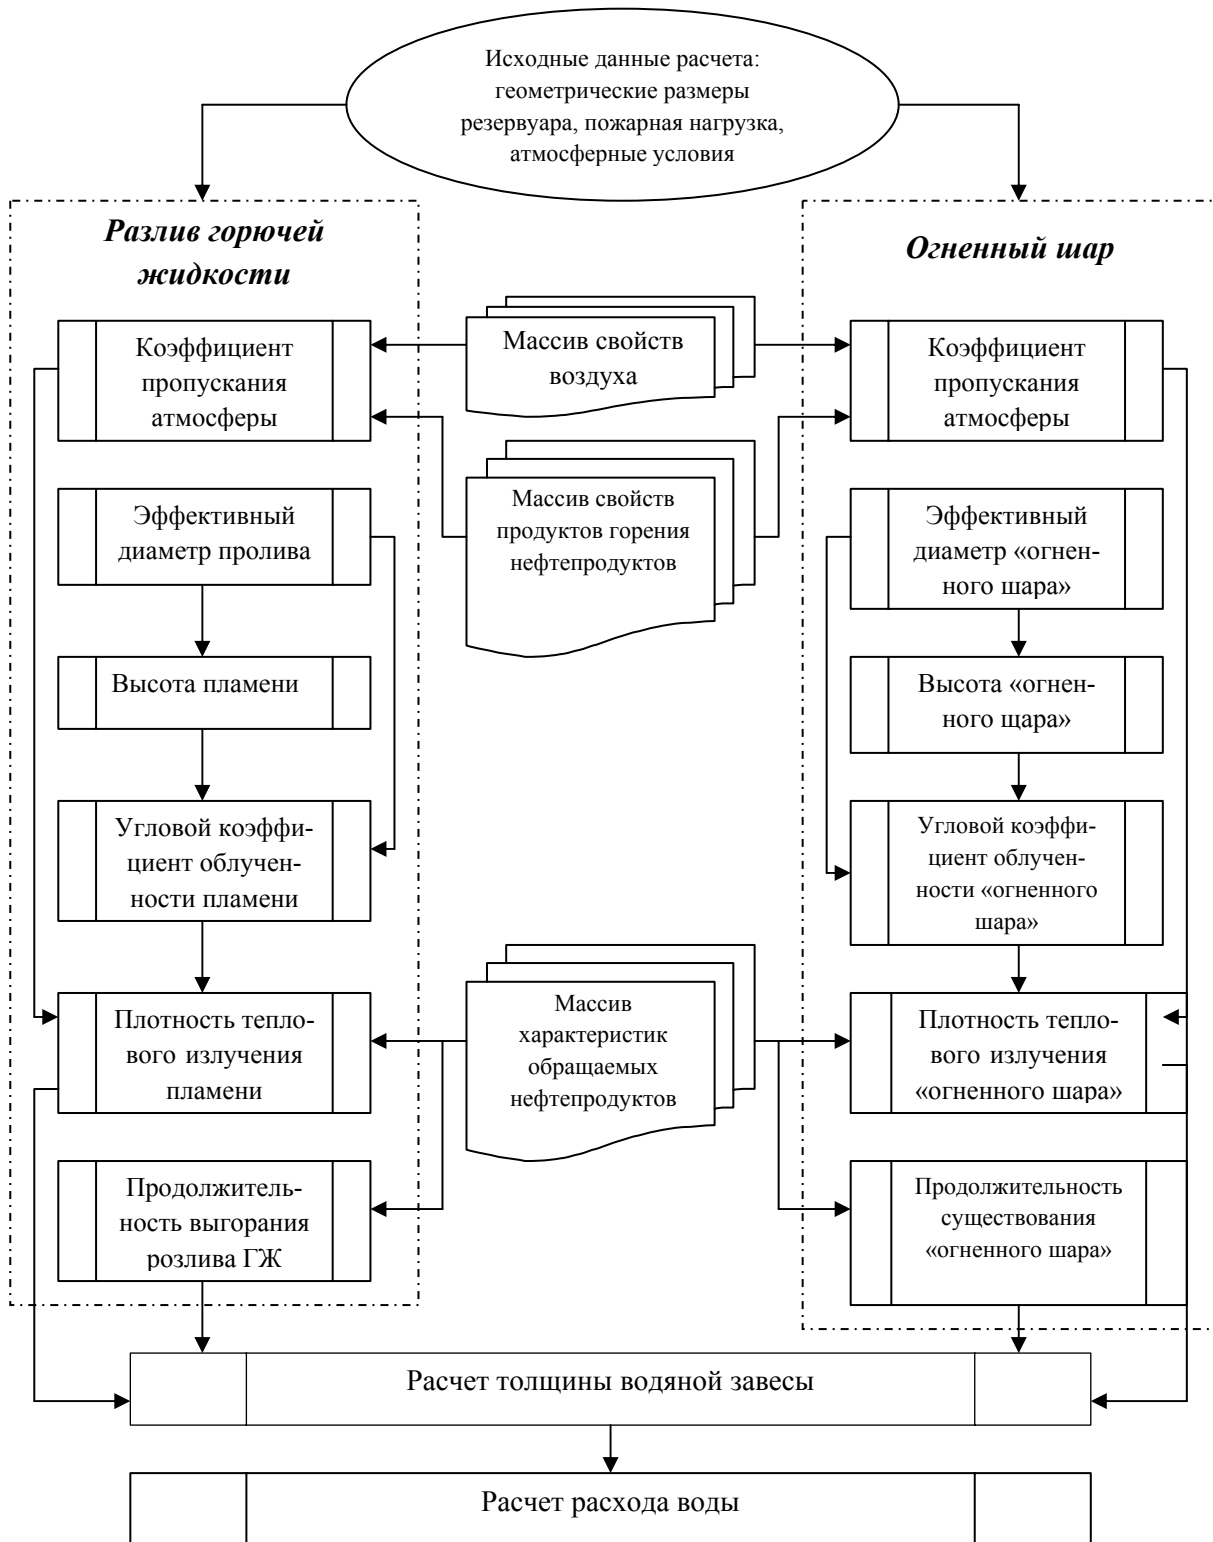 Исходные данные расчета:
геометрические размеры
резервуара, пожарная нагрузка,
атмосферные условия
Разлив горючей
жидкости
Огненный шар
Коэффициент
пропускания
атмосферы
Массив свойств
воздуха
Коэффициент
пропускания
атмосферы
Эффективный
диаметр пролива
Массив свойств
продуктов горения
нефтепродуктов
Эффективный
диаметр «огнен-
ного шара»
Высота пламени
Высота «огнен-
ного щара»
Угловой коэффи-
циент облучен-
ности пламени
Угловой коэффи-
циент облучен-
ности «огненного
шара»
Плотность тепло-
вого излучения
пламени
Массив
характеристик
обращаемых
нефтепродуктов
Плотность тепло-
вого излучения
«огненного шара»
Продолжитель-
ность выгорания
розлива ГЖ
Продолжительность
существования
«огненного шара»
Расчет толщины водяной завесы
Расчет расхода воды